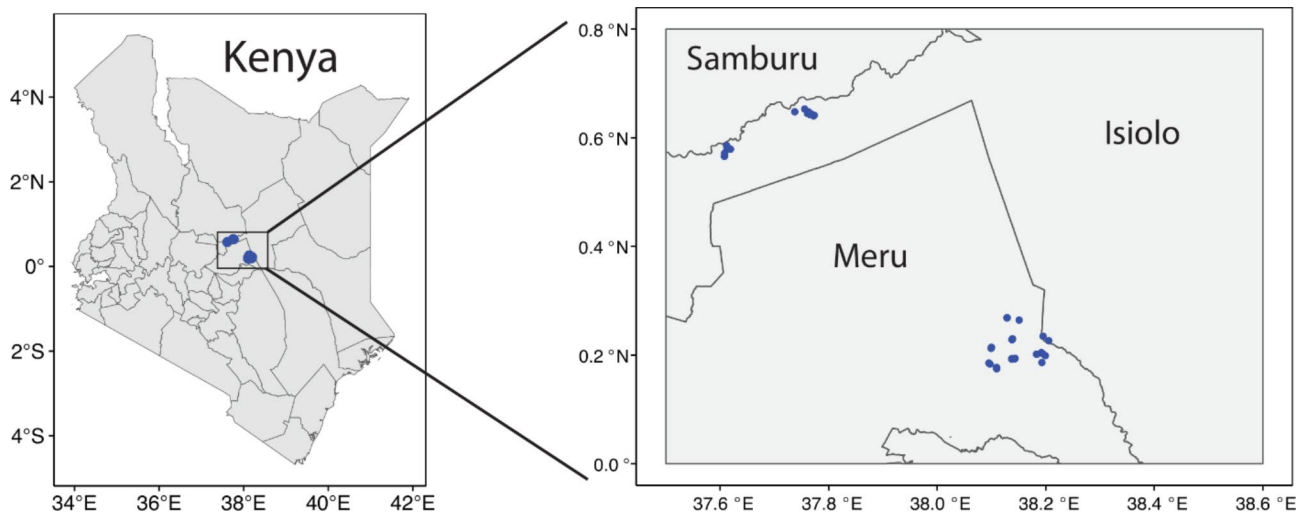 Kenya
4°N
2°N
0°
2°S
4°S
34°E
36°E
38°E
40°E
42°E
0.8 °N
0.6 °N
0.4 °N
0.2 °N
0.0 °
Samburu
Isiolo
Meru
37.6 °E
37.8 °E
38.0 °E
38.2 °E
38.4 °E
38.6 °E